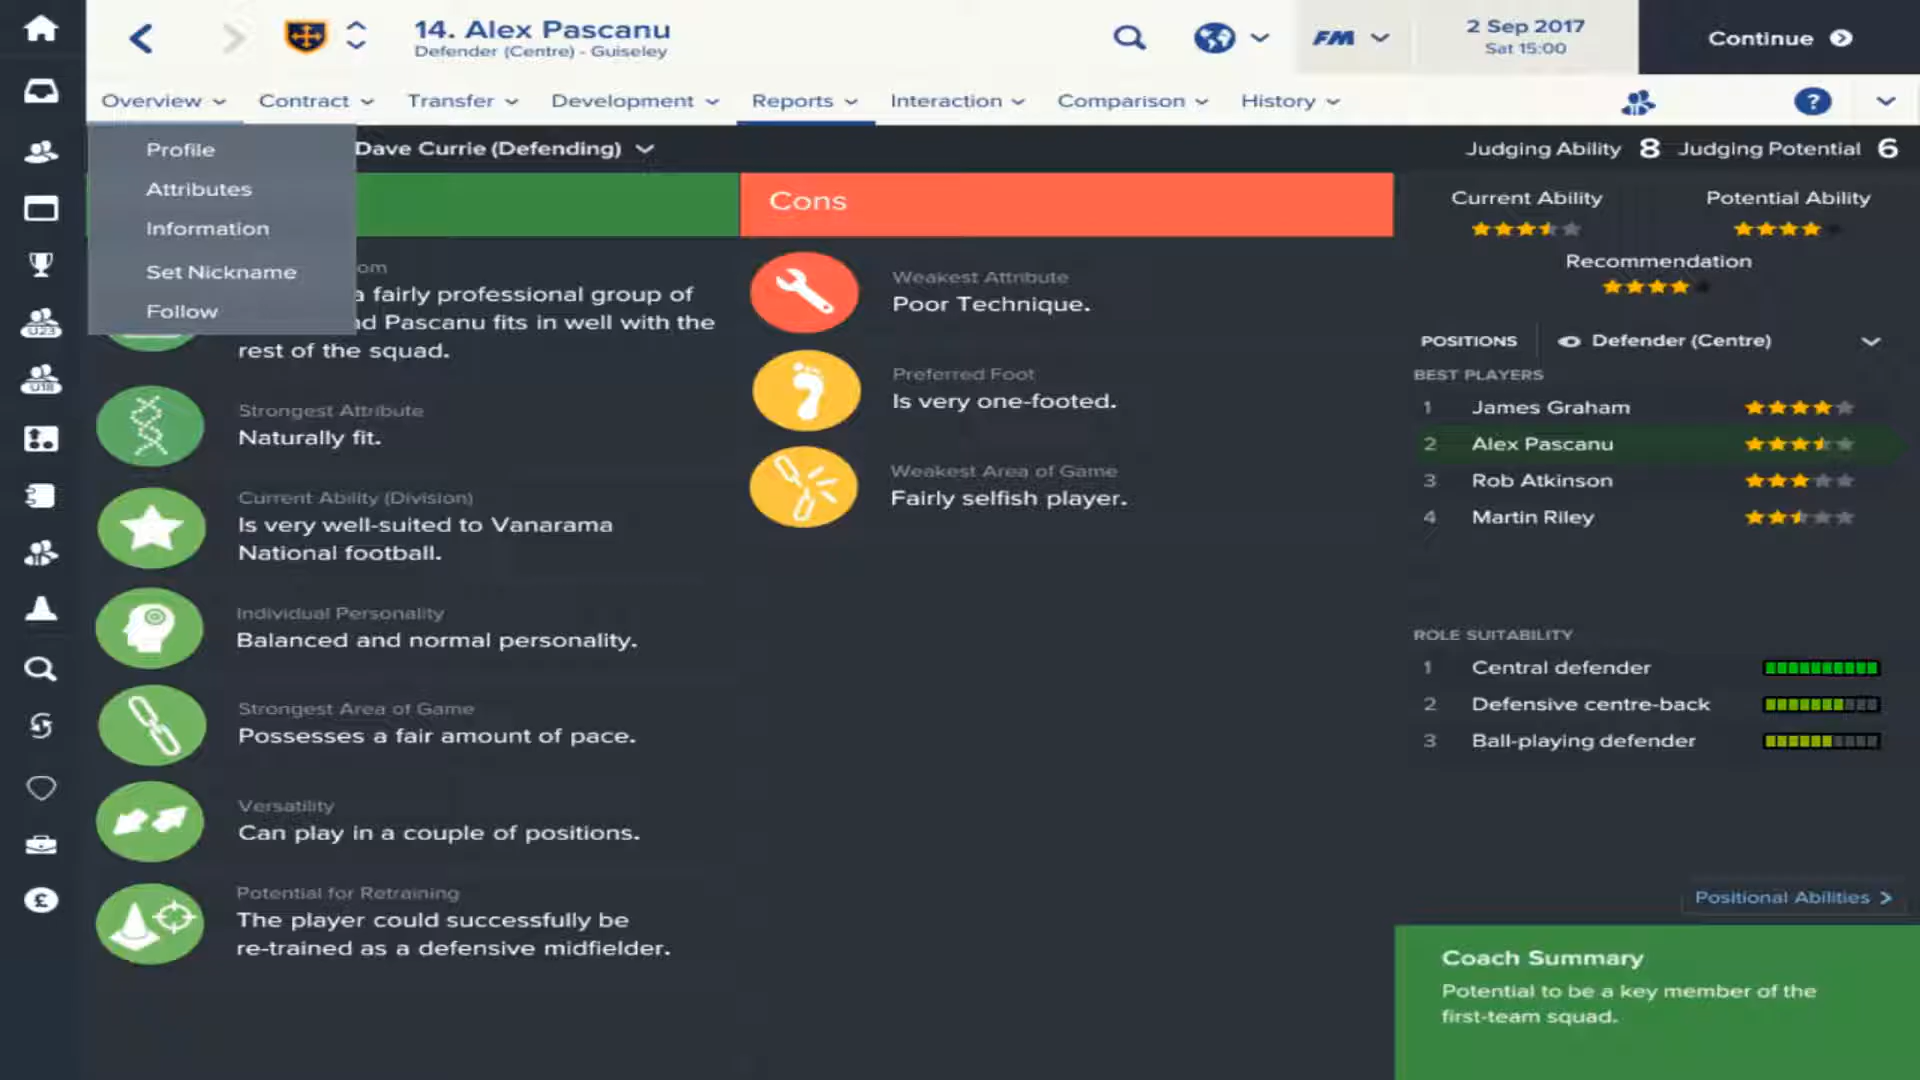 14. Alex Pascanu
Defender (Centre) - Guiseley
FM
2 Sep 2017
Sat 15:00
Continue
Overview
Contract
Transfer
Development
Reports
Interaction
Comparison
History
?
Profile
Attributes
Information
Set Nickname
Follow
Dave Currie (Defending)
Judging Ability 8
Judging Potential 6
Cons
a fairly professional group of
Pascanu fits in well with the
rest of the squad.
Strongest Attribute
Naturally fit.
Current Ability (Division)
Is very well-suited to Vanarama
National football.
Individual Personality
Balanced and normal personality.
Strongest Area of Game
Possesses a fair amount of pace.
Versatility
Can play in a couple of positions.
Potential for Retraining
The player could successfully be
re-trained as a defensive midfielder.
Weakest Attribute
Poor Technique.
Preferred Foot
Is very one-footed.
Weakest Area of Game
Fairly selfish player.
Current Ability
Potential Ability
Recommendation
POSITIONS
Defender (Centre)
BEST PLAYERS
1 James Graham
2 Alex Pascanu
3 Rob Atkinson
4 Martin Riley
ROLE SUITABILITY
1 Central defender
2 Defensive centre-back
3 Ball-playing defender
Positional Abilities
Coach Summary
Potential to be a key member of the
first-team squad.
U23
U18
£